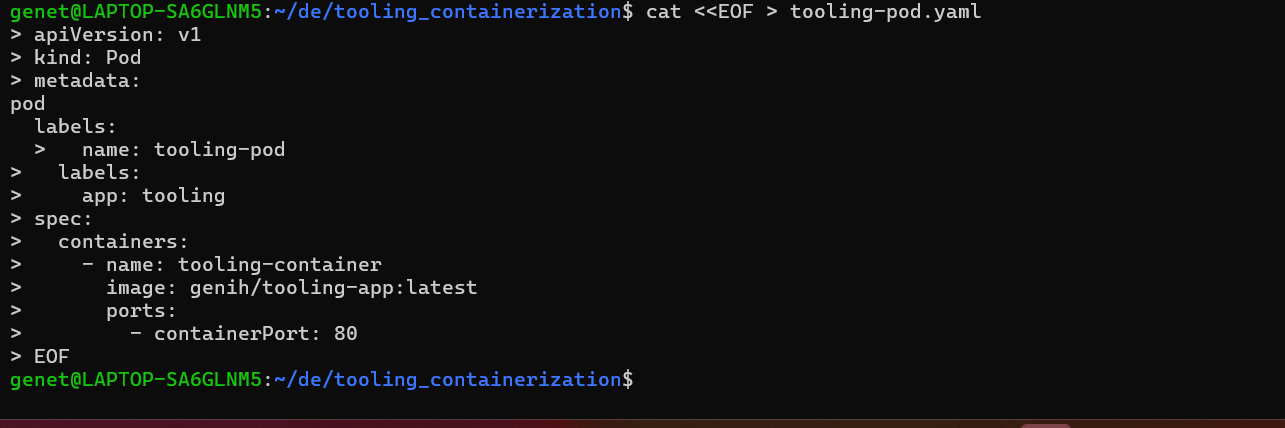 genet@LAPTOP-SA6GLNM5:~/de/tooling_containerization$ cat <<EOF > tooling-pod.yaml
> apiVersion: v1
> kind: Pod
> metadata:
pod
  labels:
  >   name: tooling-pod
>   labels:
>     app: tooling
> spec:
>   containers:
>     - name: tooling-container
>       image: genih/tooling-app:latest
>       ports:
>         - containerPort: 80
> EOF
genet@LAPTOP-SA6GLNM5:~/de/tooling_containerization$